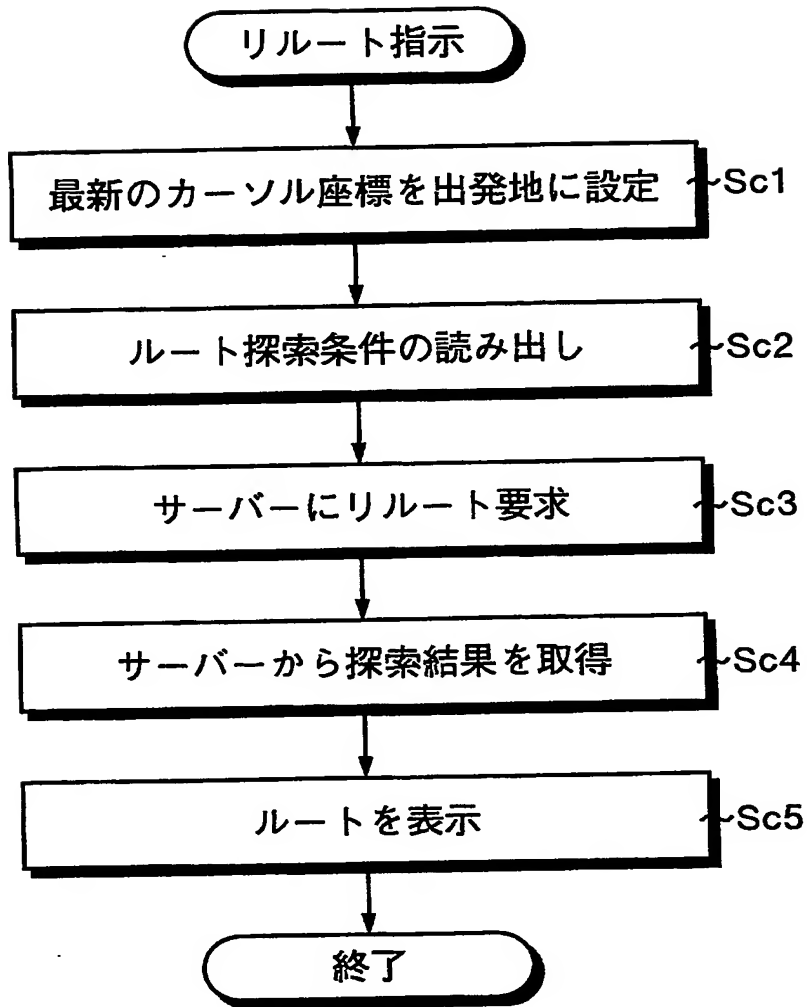 リルート指示
最新のカーソル座標を出発地に設定 Sc1
ルート探索条件の読み出し Sc2
サーバーにリルート要求 Sc3
サーバーから探索結果を取得 Sc4
ルートを表示 Sc5
終了